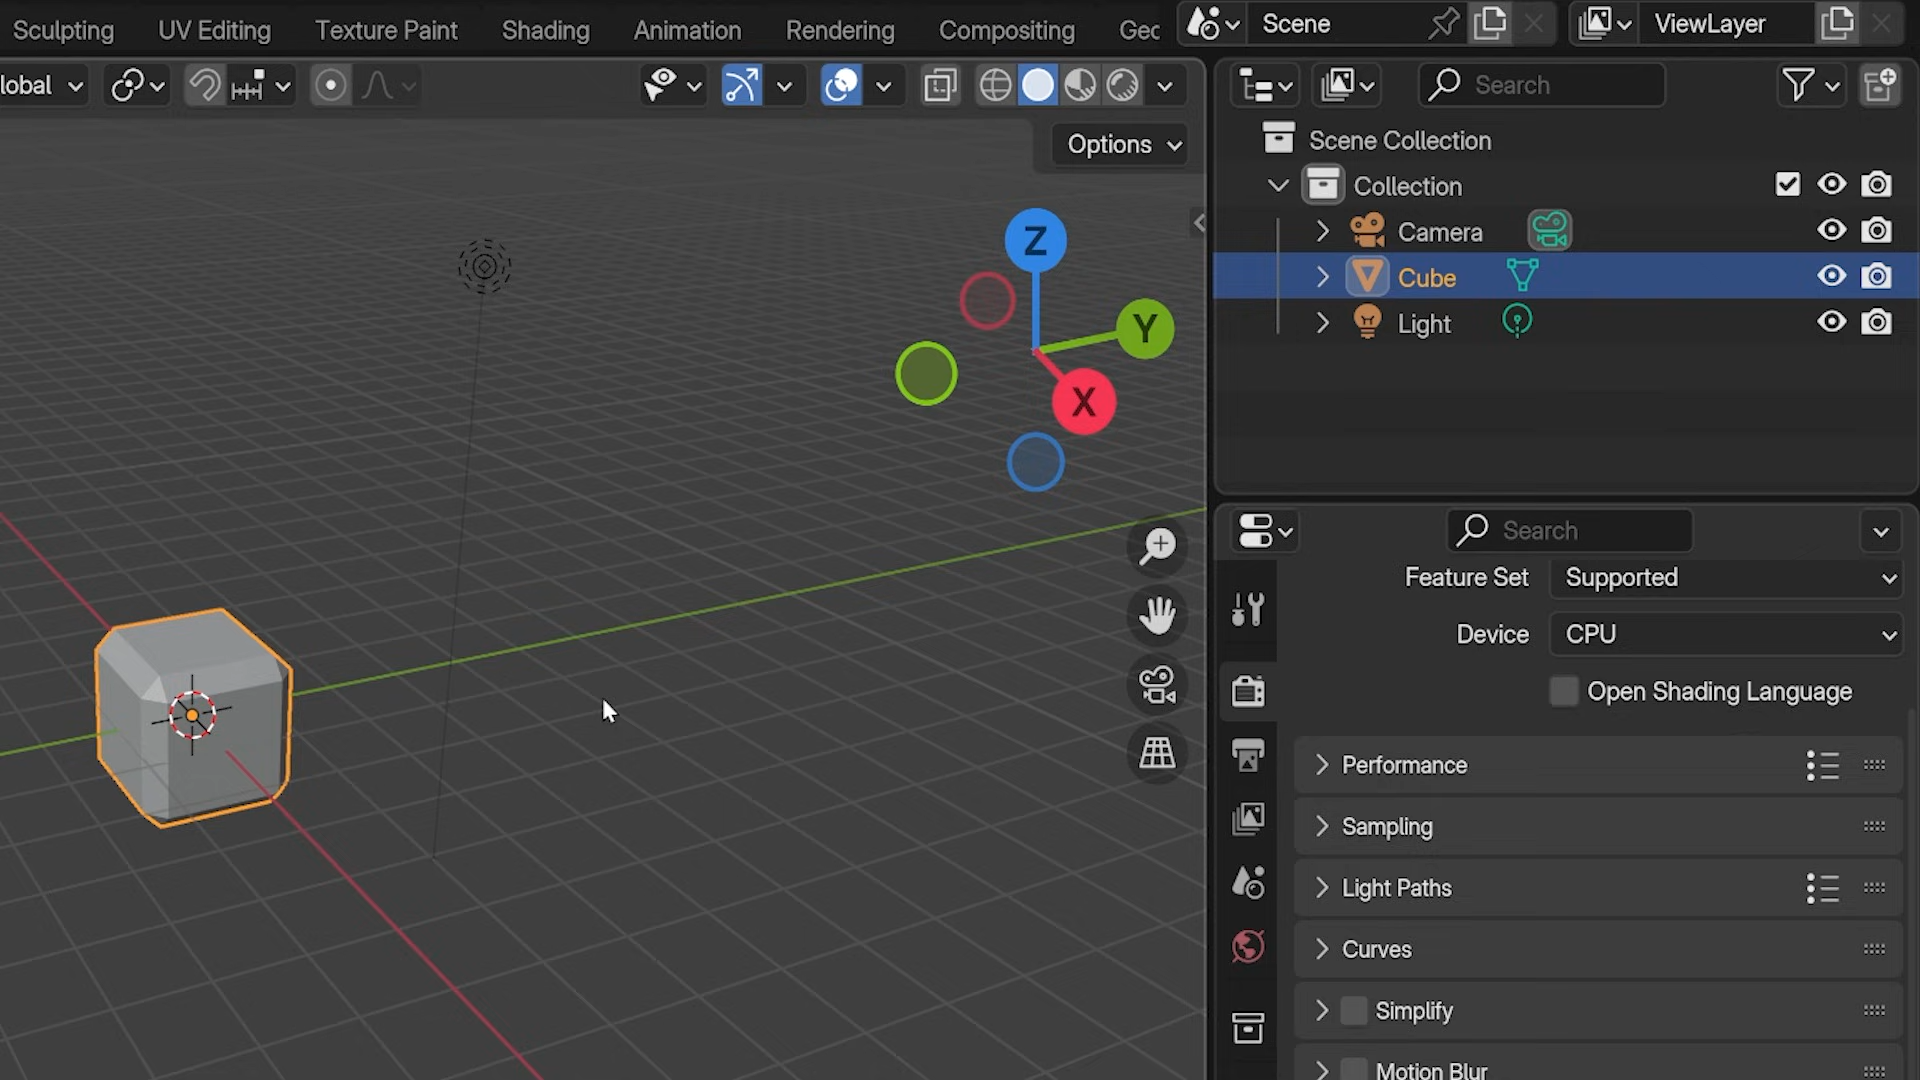 Sculpting UV Editing Texture Paint Shading Animation Rendering Compositing Geo Scene ViewLayer
lobal
Options
Z
Y
X
Search
Scene Collection
Collection
Camera
Cube
Light
Search
Feature Set Supported
Device CPU
Open Shading Language
Performance
Sampling
Light Paths
Curves
Simplify
Motion Blur